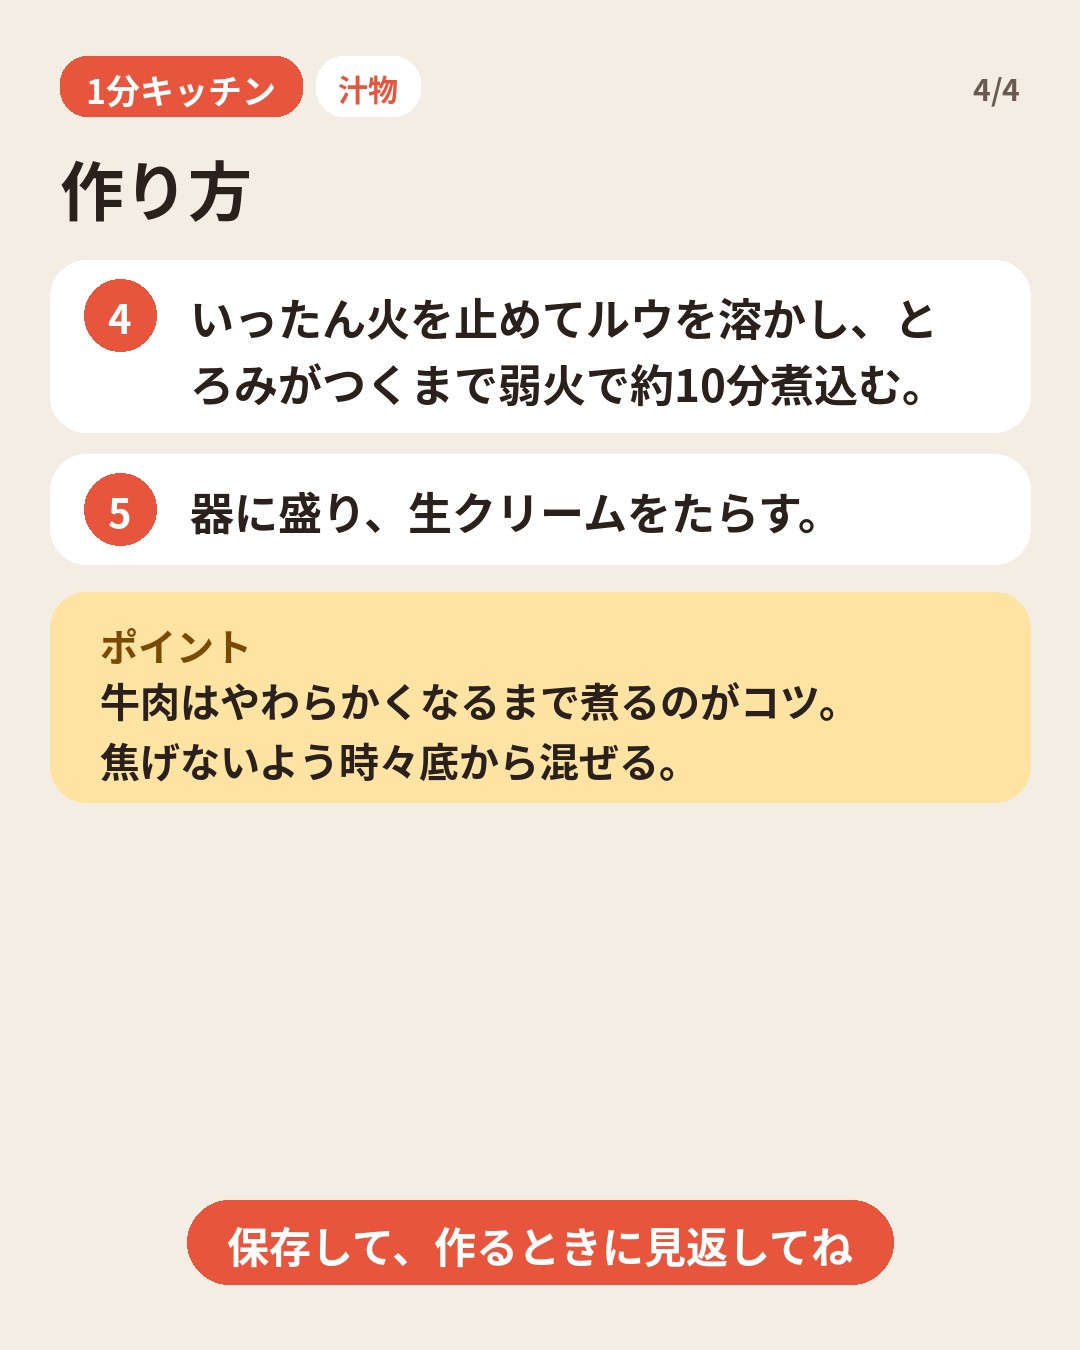 1分キッチン 汁物 4/4
作り方
4 いったん火を止めてルウを溶かし、と
ろみがつくまで弱火で約10分煮込む。
5 器に盛り、生クリームをたらす。
ポイント
牛肉はやわらかくなるまで煮るのがコツ。
焦げないよう時々底から混ぜる。
保存して、作るときに見返してね